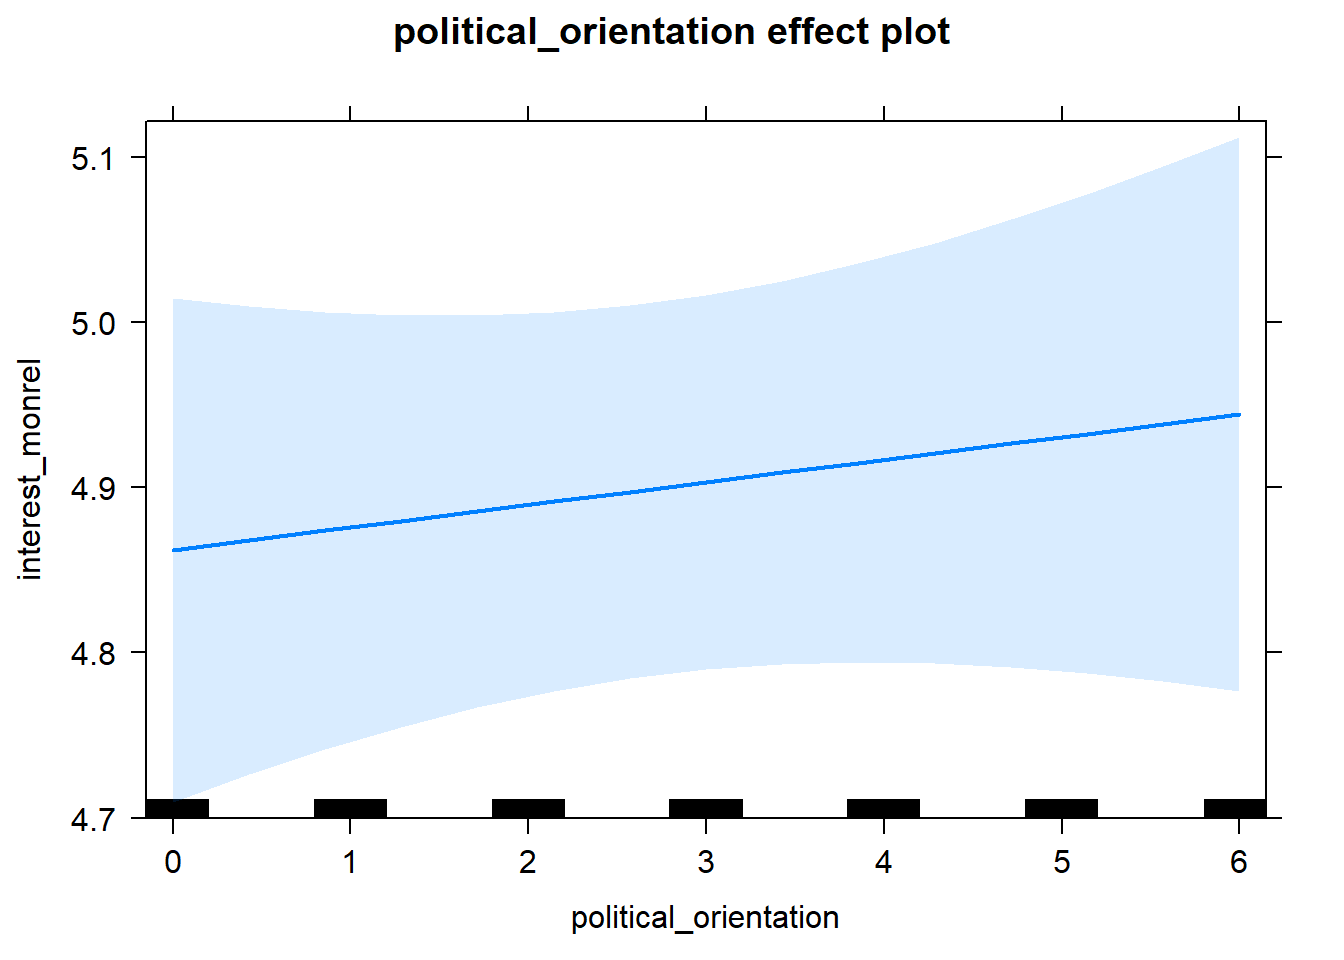 political_orientation effect plot
5.1
5.0
4.9
4.8
4.7
interest_monrel
0 1 2 3 4 5 6
political_orientation